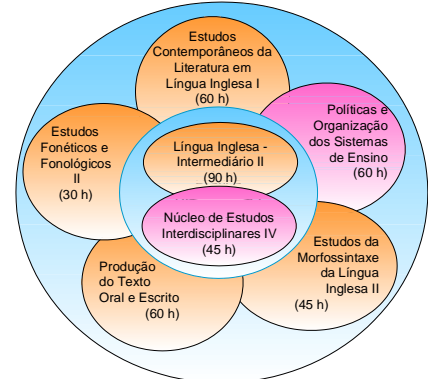 Estudos
Contemporâneos da
Literatura em
Língua Inglesa I
(60 h)
Políticas e
Organização
dos Sistemas
de Ensino
(60 h)
Estudos
Fonéticos e
Fonológicos
II
(30 h)
Língua Inglesa -
Intermediário II
(90 h)
Núcleo de Estudos
Interdisciplinares IV
(45 h)
Estudos da
Morfossintaxe
da Língua
Inglesa II
(45 h)
Produção
do Texto
Oral e Escrito
(60 h)